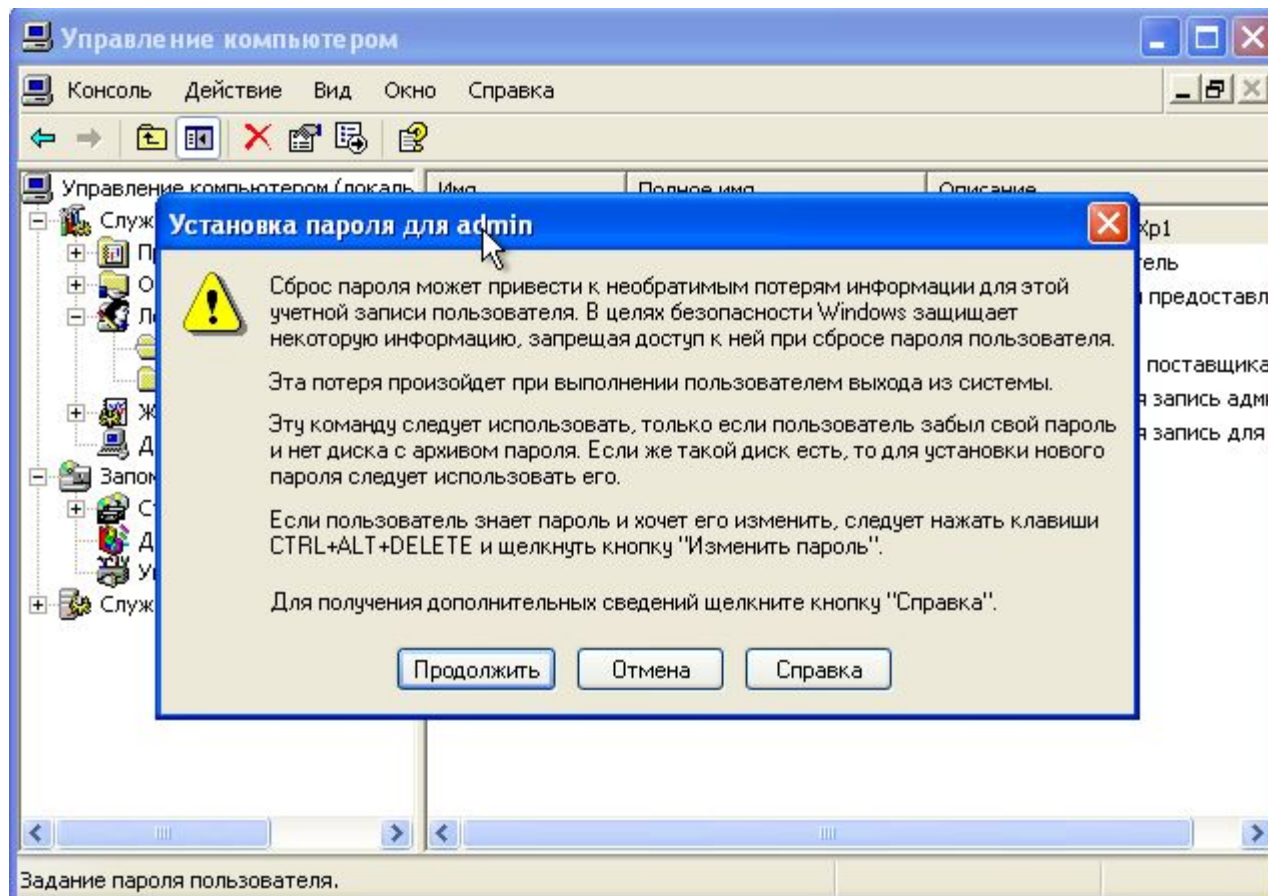 Управление компьютером
Консоль Действие Вид Окно Справка
Управление компьютером (локаль
Имя Полное имя Описание
Служ
Установка пароля для admin
Xp1
тель
предоставл
поставщика
я запись адми
я запись для
Сброс пароля может привести к необратимым потерям информации для этой
учетной записи пользователя. В целях безопасности Windows защищает
некоторую информацию, запрещая доступ к ней при сбросе пароля пользователя.
Эта потеря произойдет при выполнении пользователем выхода из системы.
Эту команду следует использовать, только если пользователь забыл свой пароль
и нет диска с архивом пароля. Если же такой диск есть, то для установки нового
пароля следует использовать его.
Если пользователь знает пароль и хочет его изменить, следует нажать клавиши
CTRL+ALT+DELETE и щелкнуть кнопку "Изменить пароль".
Для получения дополнительных сведений щелкните кнопку "Справка".
Запом
Служ
Продолжить Отмена Справка
Задание пароля пользователя.